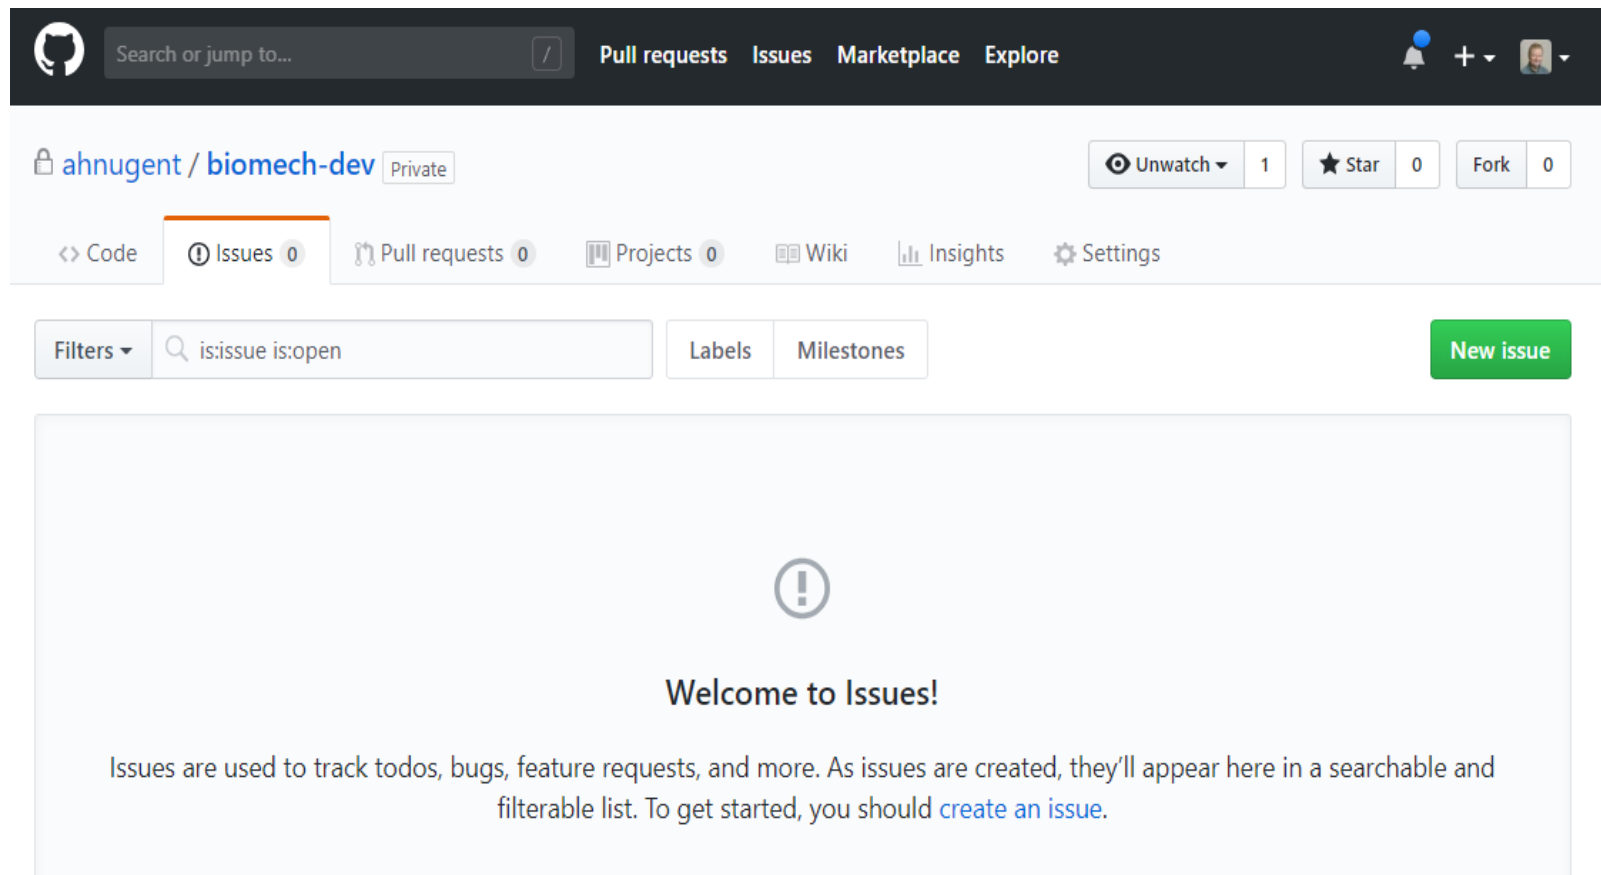 Search or jump to... / Pull requests Issues Marketplace Explore
ahnugent / biomech-dev Private Unwatch 1 Star 0 Fork 0
Code Issues 0 Pull requests 0 Projects 0 Wiki Insights Settings
Filters is:issue is:open Labels Milestones New issue
Welcome to Issues!
Issues are used to track todos, bugs, feature requests, and more. As issues are created, they’ll appear here in a searchable and
filterable list. To get started, you should create an issue.